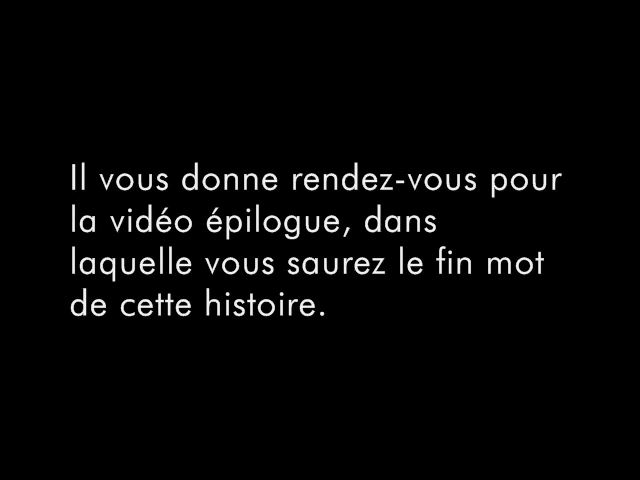 Il vous donne rendez-vous pour
la vidéo épilogue, dans
laquelle vous saurez le fin mot
de cette histoire.